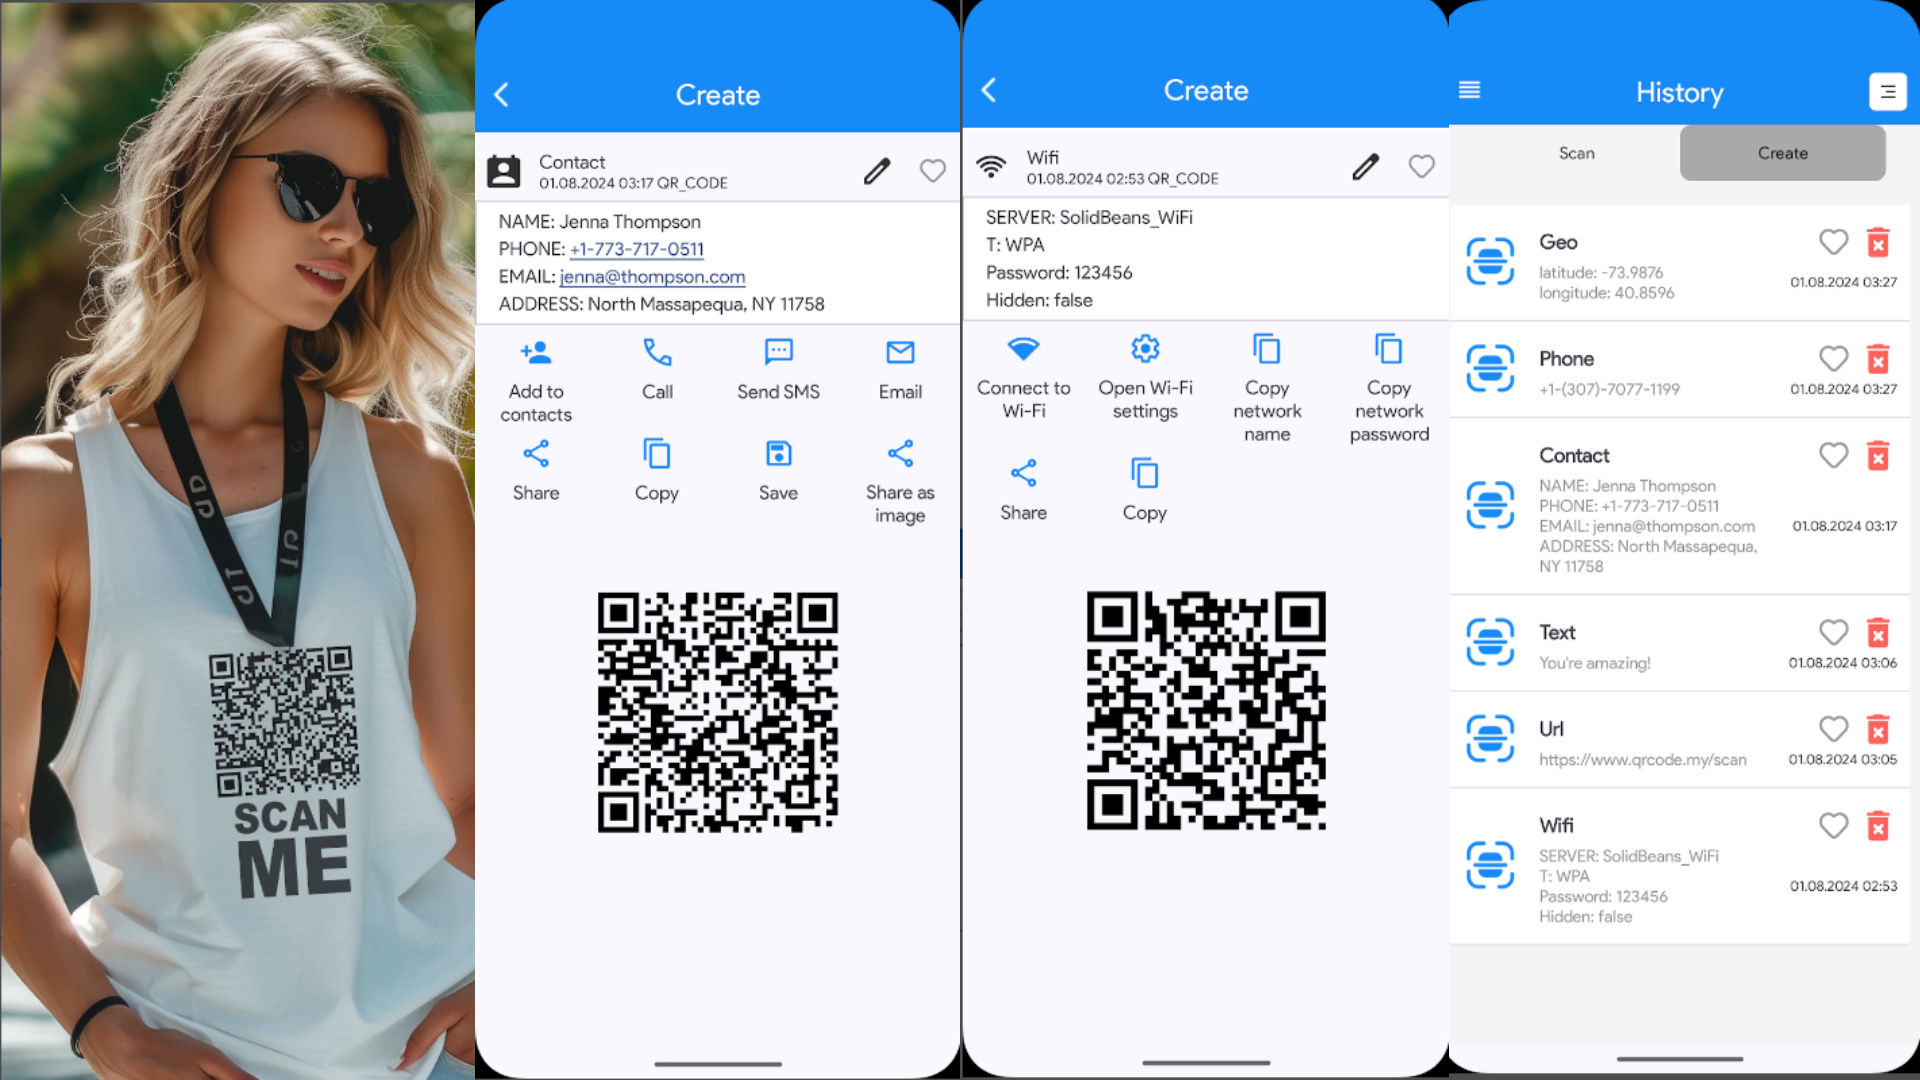 SCAN
ME
Create
Contact
01.08.2024 03:17 QR_CODE
NAME: Jenna Thompson
PHONE: +1-773-717-0511
EMAIL: jenna@thompson.com
ADDRESS: North Massapequa, NY 11758
Add to
contacts
Call
Send SMS
Email
Share
Copy
Save
Share as
image
Create
Wifi
01.08.2024 02:53 QR_CODE
SERVER: SolidBeans_WiFi
T: WPA
Password: 123456
Hidden: false
Connect to
Wi-Fi
Open Wi-Fi
settings
Copy
network
name
Copy
network
password
Share
Copy
History
Scan
Create
Geo
latitude: -73.9876
longitude: 40.8596
01.08.2024 03:27
Phone
+1-(307)-7077-1199
01.08.2024 03:27
Contact
NAME: Jenna Thompson
PHONE: +1-773-717-0511
EMAIL: jenna@thompson.com
ADDRESS: North Massapequa,
NY 11758
01.08.2024 03:17
Text
You're amazing!
01.08.2024 03:06
Url
https://www.qrcode.my/scan
01.08.2024 03:05
Wifi
SERVER: SolidBeans_WiFi
T: WPA
Password: 123456
Hidden: false
01.08.2024 02:53